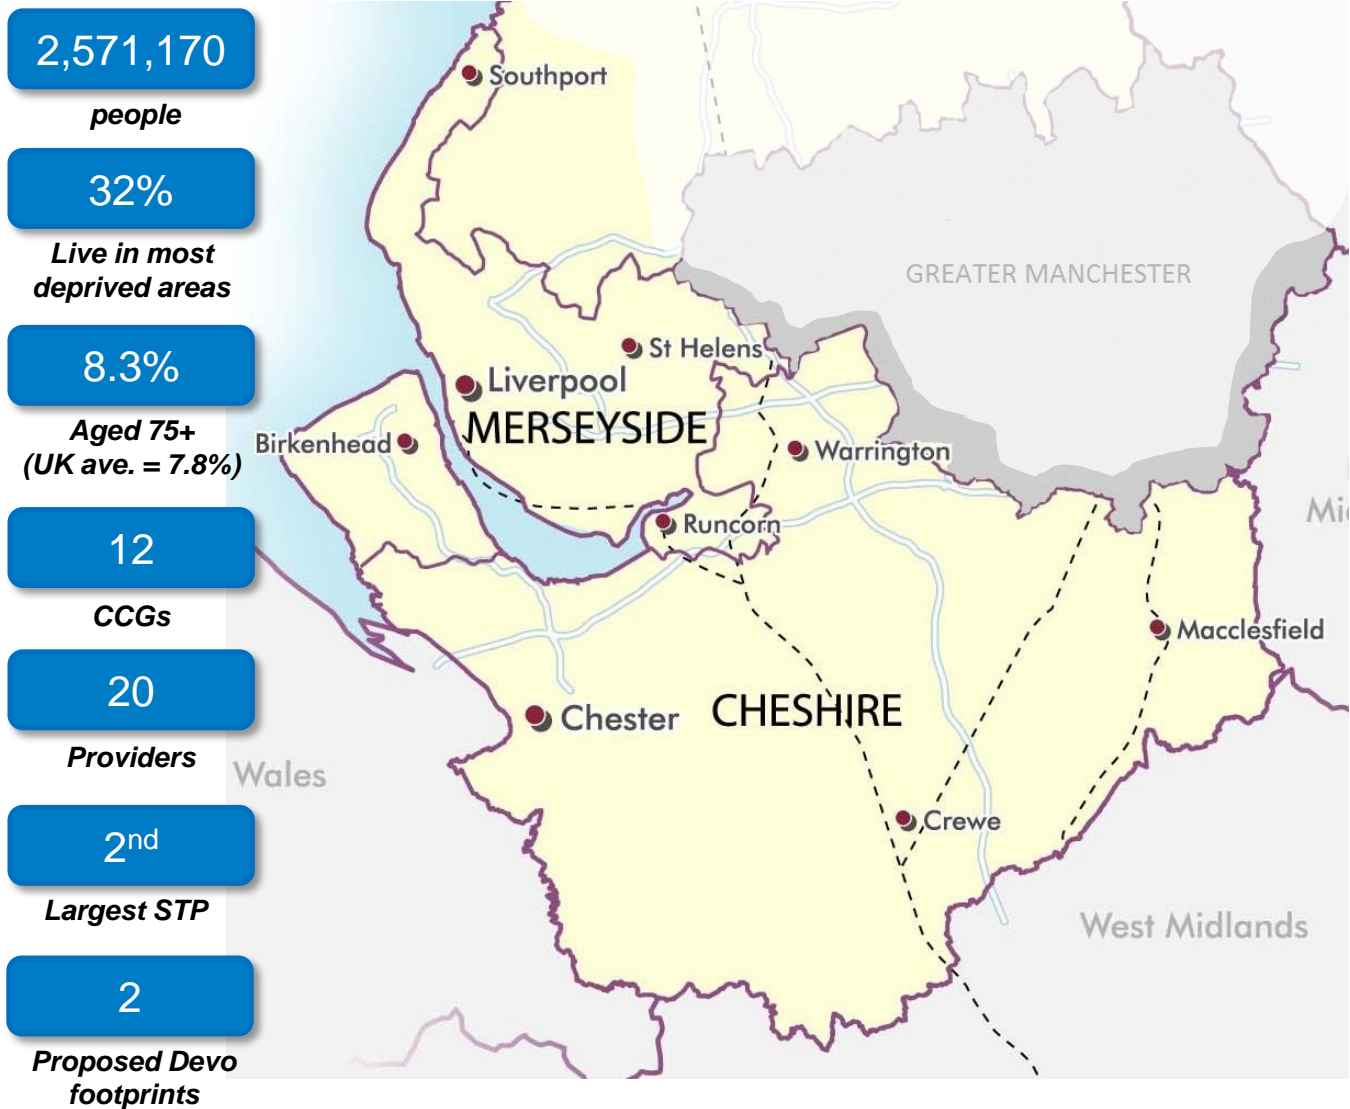 2,571,170
people
32%
Live in most
deprived areas
8.3%
Aged 75+
(UK ave. = 7.8%)
12
CCGs
20
Providers
2nd
Largest STP
2
Proposed Devo
footprints
Southport
GREATER MANCHESTER
St Helens
Liverpool
MERSEYSIDE
Birkenhead
Warrington
Runcorn
Mi
Macclesfield
CHESHIRE
Chester
Wales
Crewe
West Midlands